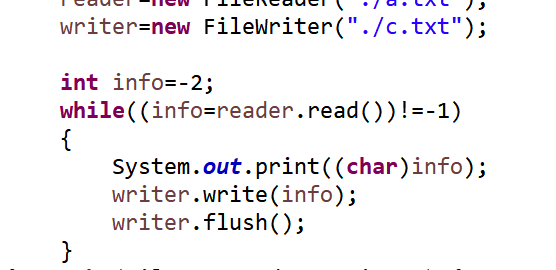 reader=new FileReader("./a.txt");
writer=new FileWriter("./c.txt");
int info=-2;
while((info=reader.read())!=-1)
{
System.out.print((char)info);
writer.write(info);
writer.flush();
}